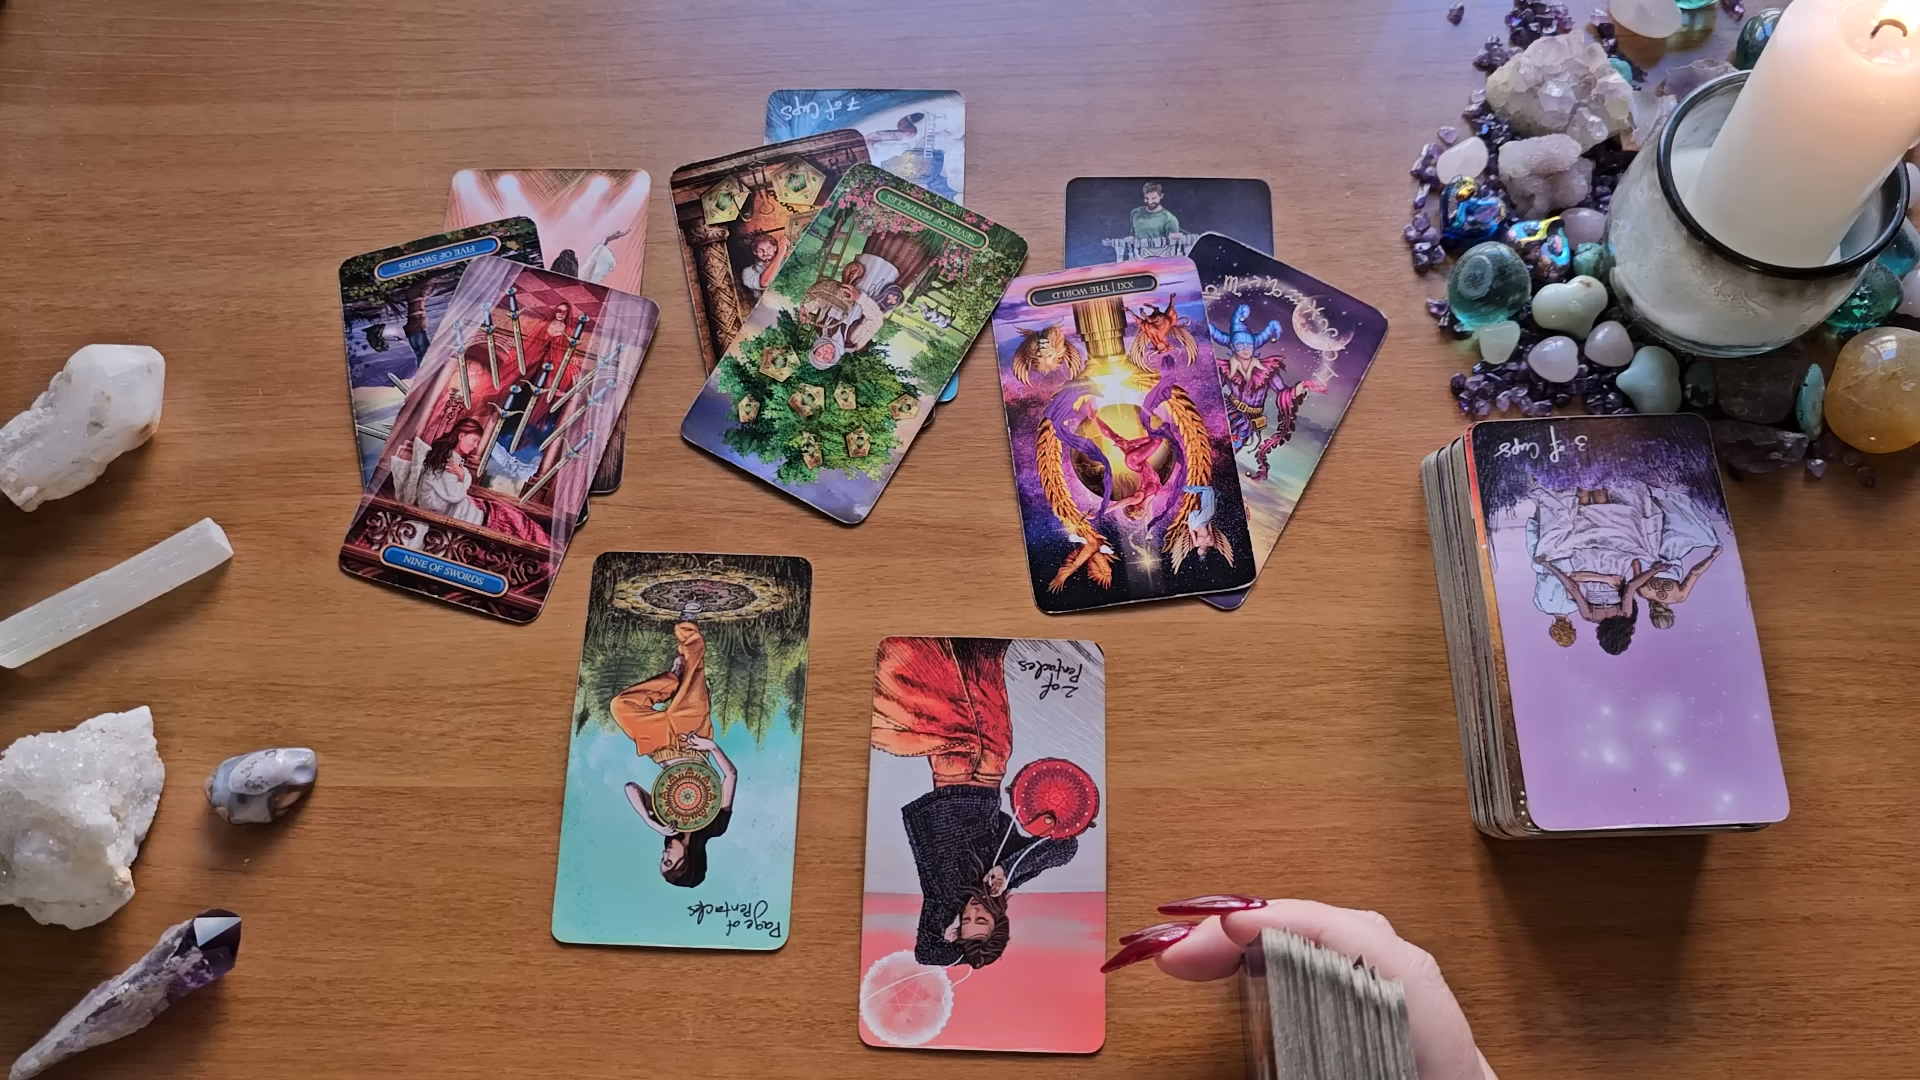 7 of Cups
FIVE OF SWORDS
SEVEN OF PENTACLES
XXI | THE WORLD
NINE OF SWORDS
3 of Cups
2 of
Pentacles
Page of
Pentacles